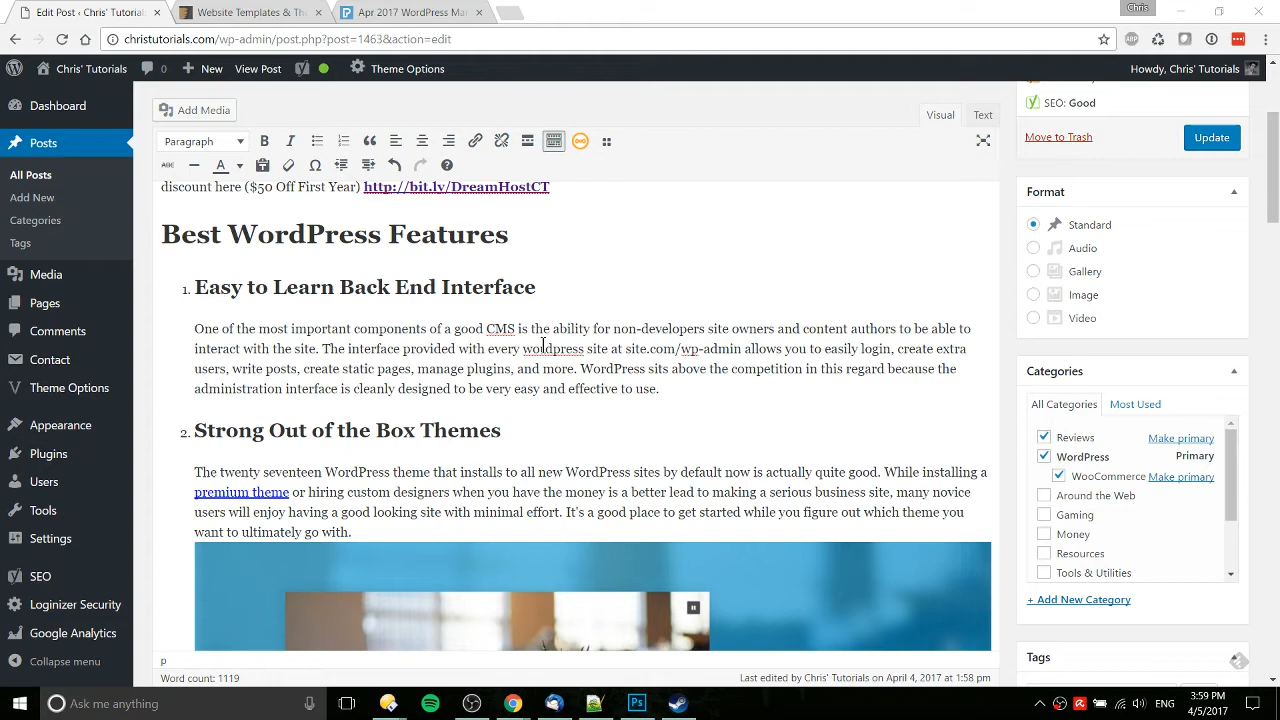 Edit Post ‹ Chris' Tutorials
Website Templates & Th
Apr 2017 WordPress Ma
Chris
christutorials.com/wp-admin/post.php?post=1463&action=edit
Chris' Tutorials
0
New
View Post
Theme Options
Howdy, Chris' Tutorials
Dashboard
Posts
All Posts
Add New
Categories
Tags
Media
Pages
Comments
Contact
Theme Options
Appearance
Plugins
Users
Tools
Settings
SEO
Loginizer Security
Google Analytics
Collapse menu
Add Media
Visual
Text
Paragraph
B I
ABC
A
discount here ($50 Off First Year) http://bit.ly/DreamHostCT
Best WordPress Features
1. Easy to Learn Back End Interface
One of the most important components of a good CMS is the ability for non-developers site owners and content authors to be able to
interact with the site. The interface provided with every wordpress site at site.com/wp-admin allows you to easily login, create extra
users, write posts, create static pages, manage plugins, and more. WordPress sits above the competition in this regard because the
administration interface is cleanly designed to be very easy and effective to use.
2. Strong Out of the Box Themes
The twenty seventeen WordPress theme that installs to all new WordPress sites by default now is actually quite good. While installing a
premium theme or hiring custom designers when you have the money is a better lead to making a serious business site, many novice
users will enjoy having a good looking site with minimal effort. It's a good place to get started while you figure out which theme you
want to ultimately go with.
p
Word count: 1119
Last edited by Chris' Tutorials on April 4, 2017 at 1:58 pm
SEO: Good
Move to Trash
Update
Format
Standard
Audio
Gallery
Image
Video
Categories
All Categories
Most Used
Reviews
Make primary
WordPress
Primary
WooCommerce
Make primary
Around the Web
Gaming
Money
Resources
Tools & Utilities
+ Add New Category
Tags
Ask me anything
ENG
3:59 PM
4/5/2017